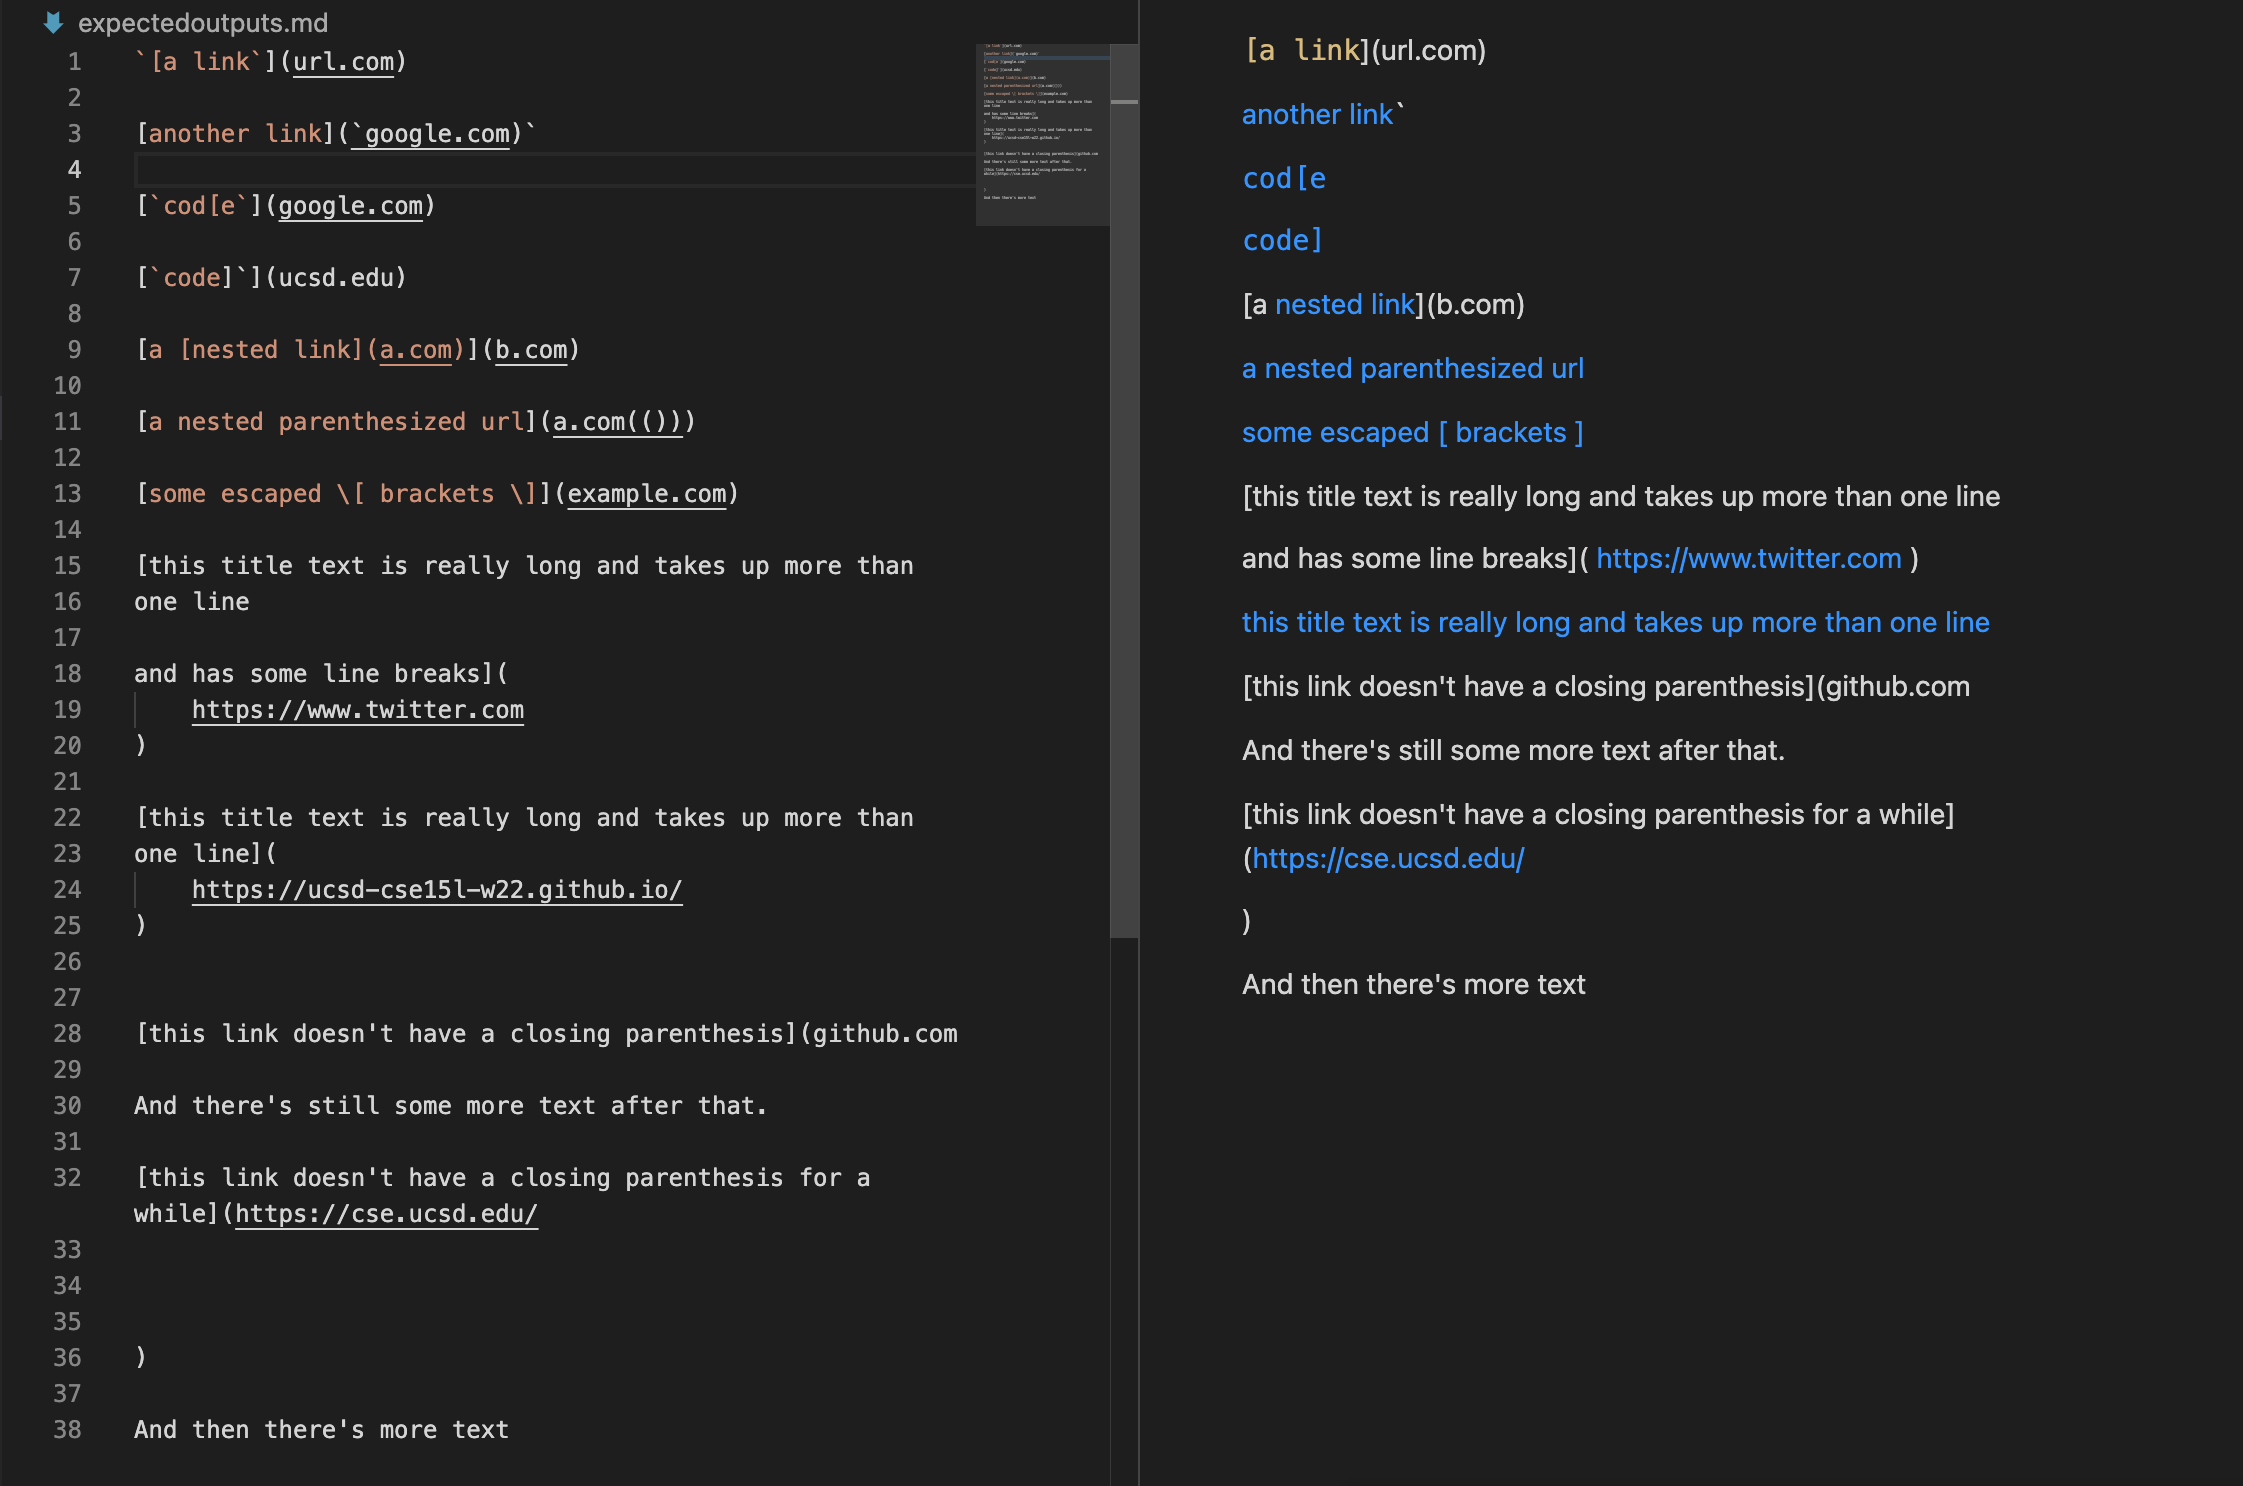 expectedoutputs.md
1 `[a link`](url.com)
2
3 [another link](`google.com)`
4
5 [`cod[e`](google.com)
6
7 [`code]`](ucsd.edu)
8
9 [a [nested link](a.com)](b.com)
10
11 [a nested parenthesized url](a.com(()))
12
13 [some escaped \[ brackets \]](example.com)
14
15 [this title text is really long and takes up more than
16 one line
17
18 and has some line breaks](
19     https://www.twitter.com
20 )
21
22 [this title text is really long and takes up more than
23 one line](
24     https://ucsd-cse15l-w22.github.io/
25 )
26
27
28 [this link doesn't have a closing parenthesis](github.com
29
30 And there's still some more text after that.
31
32 [this link doesn't have a closing parenthesis for a
while](https://cse.ucsd.edu/
33
34
35
36 )
37
38 And then there's more text
[a link](url.com)
another link`
cod[e
code]
[a nested link](b.com)
a nested parenthesized url
some escaped [ brackets ]
[this title text is really long and takes up more than one line
and has some line breaks]( https://www.twitter.com )
this title text is really long and takes up more than one line
[this link doesn't have a closing parenthesis](github.com
And there's still some more text after that.
[this link doesn't have a closing parenthesis for a while]
(https://cse.ucsd.edu/
)
And then there's more text